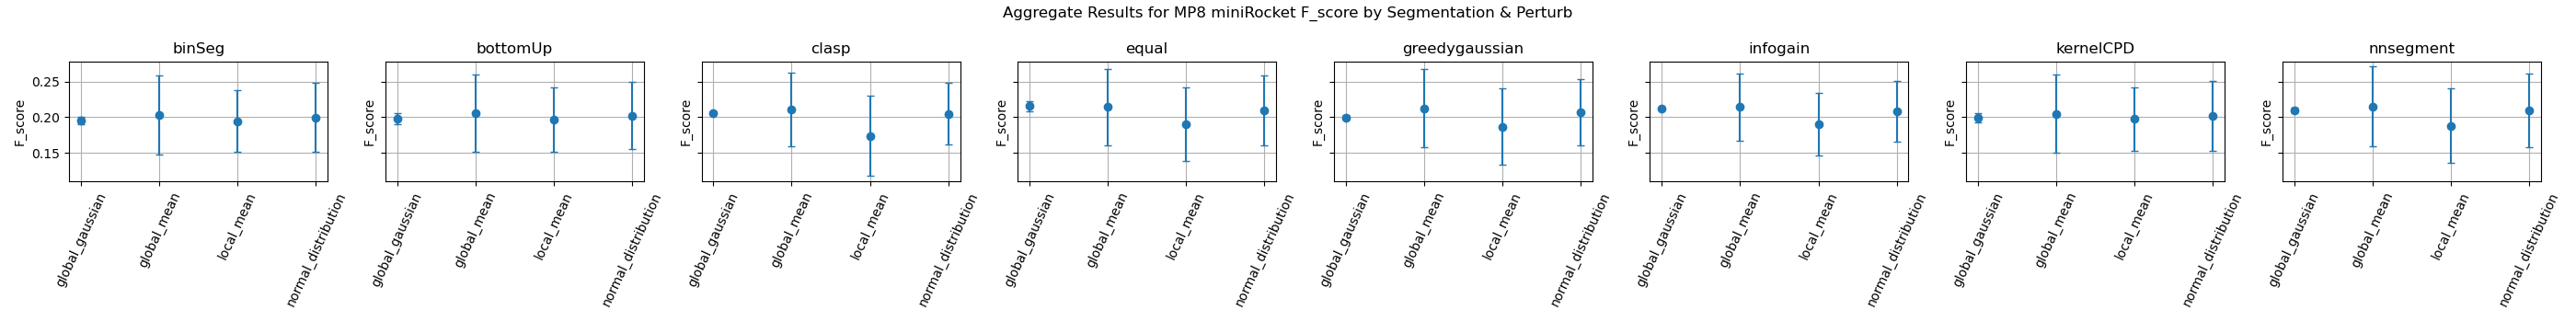 Aggregate Results for MP8 miniRocket F_score by Segmentation & Perturb
binSeg
F_score
0.25
0.20
0.15
global_gaussian
global_mean
local_mean
normal_distribution
bottomUp
F_score
global_gaussian
global_mean
local_mean
normal_distribution
clasp
F_score
global_gaussian
global_mean
local_mean
normal_distribution
equal
F_score
global_gaussian
global_mean
local_mean
normal_distribution
greedygaussian
F_score
global_gaussian
global_mean
local_mean
normal_distribution
infogain
F_score
global_gaussian
global_mean
local_mean
normal_distribution
kernelCPD
F_score
global_gaussian
global_mean
local_mean
normal_distribution
nnsegment
F_score
global_gaussian
global_mean
local_mean
normal_distribution